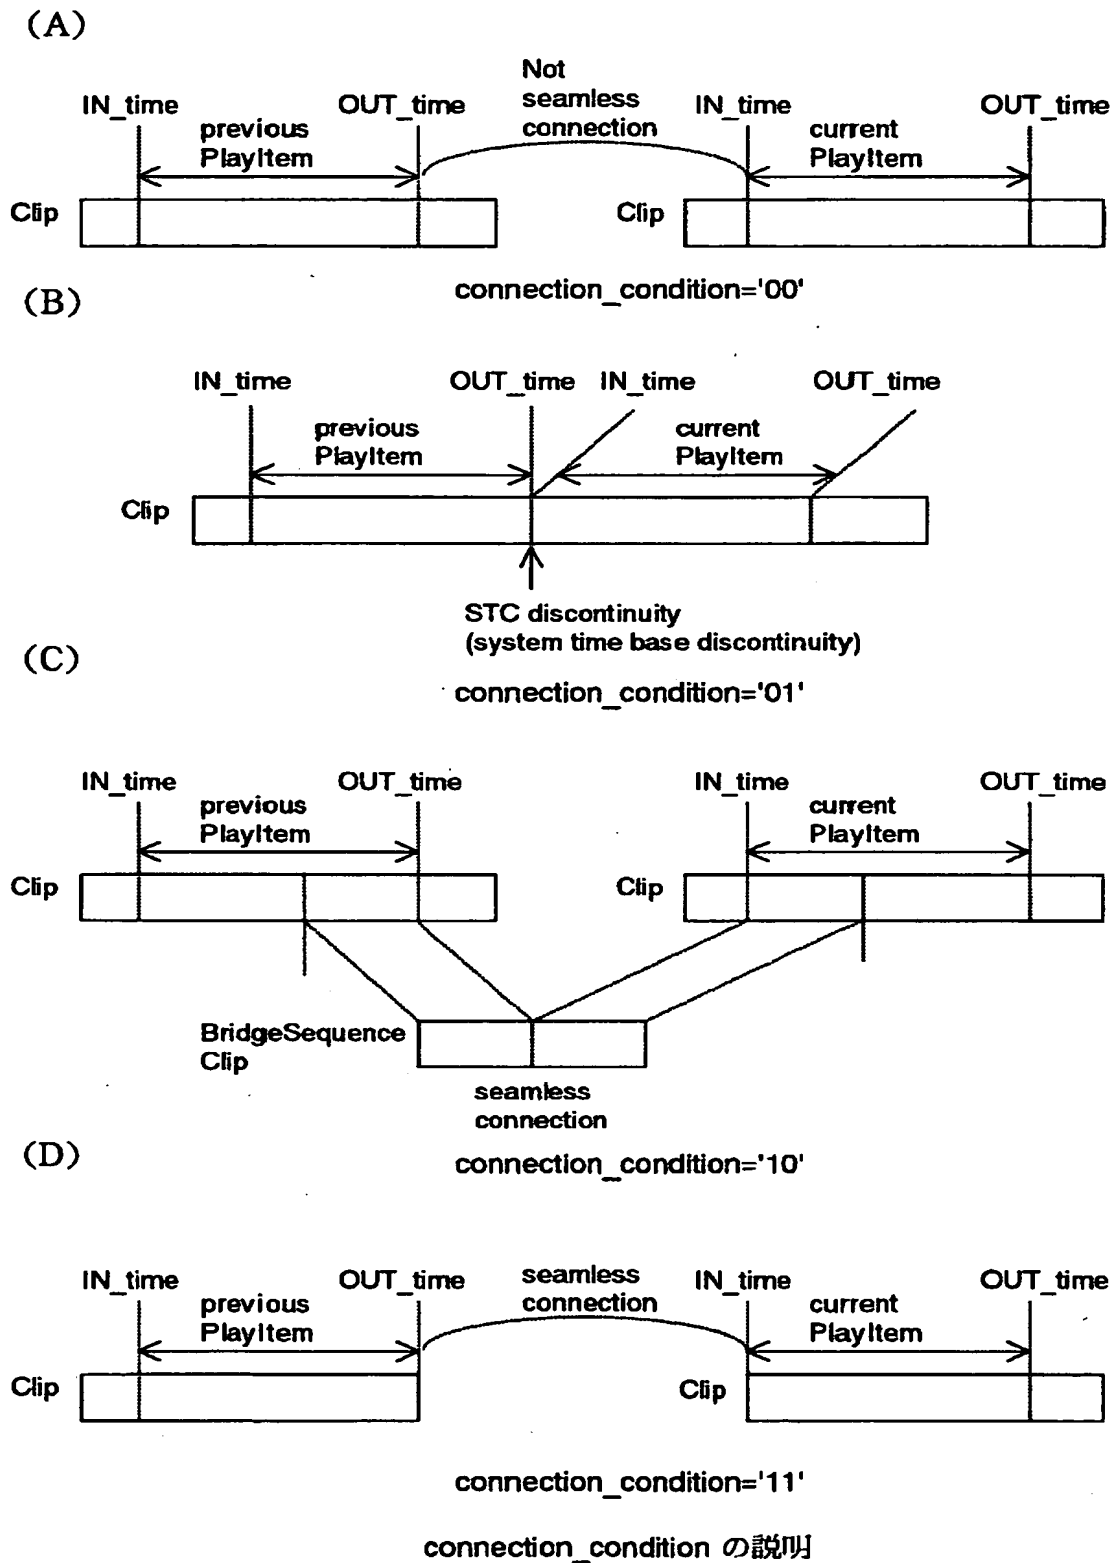 (A)
Not
seamless
connection
IN_time
OUT_time
IN_time
OUT_time
previous
PlayItem
current
PlayItem
Clip
Clip
connection_condition='00'
(B)
IN_time
OUT_time
IN_time
OUT_time
previous
PlayItem
current
PlayItem
Clip
STC discontinuity
(system time base discontinuity)
(C)
connection_condition='01'
IN_time
OUT_time
IN_time
OUT_time
previous
PlayItem
current
PlayItem
Clip
Clip
BridgeSequence
Clip
seamless
connection
(D)
connection_condition='10'
IN_time
OUT_time
seamless
connection
IN_time
OUT_time
previous
PlayItem
current
PlayItem
Clip
Clip
connection_condition='11'
connection_condition の説明